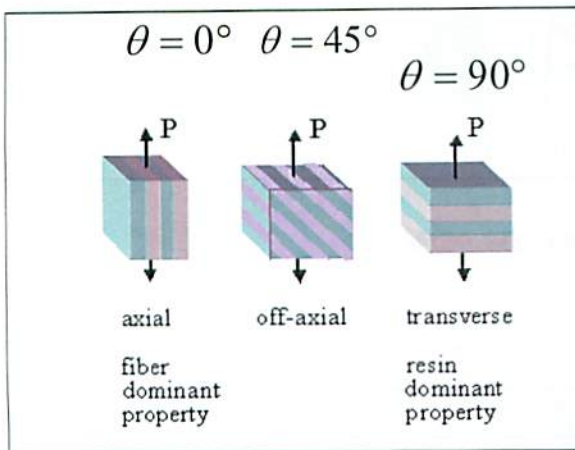 θ = 0°
θ = 45°
θ = 90°
P
P
P
axial
off-axial
transverse
fiber
dominant
property
resin
dominant
property